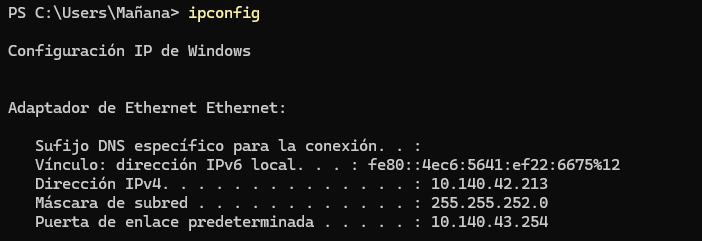 PS C:\Users\Mañana> ipconfig
Configuración IP de Windows
Adaptador de Ethernet Ethernet:
Sufijo DNS específico para la conexión. . :
Vínculo: dirección IPv6 local. . . : fe80::4ec6:5641:ef22:6675%12
Dirección IPv4. . . . . . . . . . . . . . : 10.140.42.213
Máscara de subred . . . . . . . . . . . . : 255.255.252.0
Puerta de enlace predeterminada . . . . . : 10.140.43.254